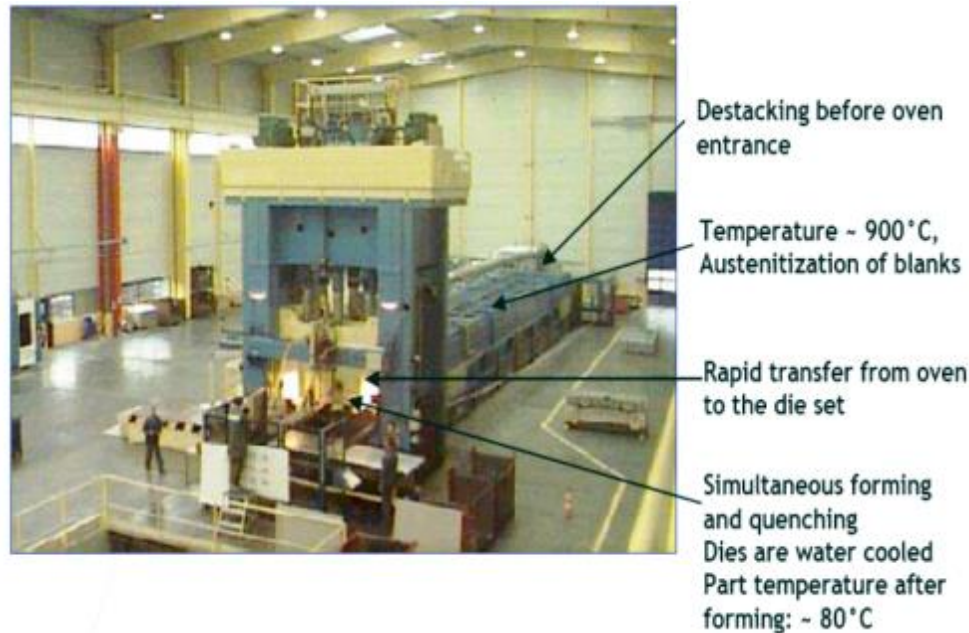 Destacking before oven
entrance
Temperature ~ 900°C,
Austenitization of blanks
Rapid transfer from oven
to the die set
Simultaneous forming
and quenching
Dies are water cooled
Part temperature after
forming: ~ 80°C